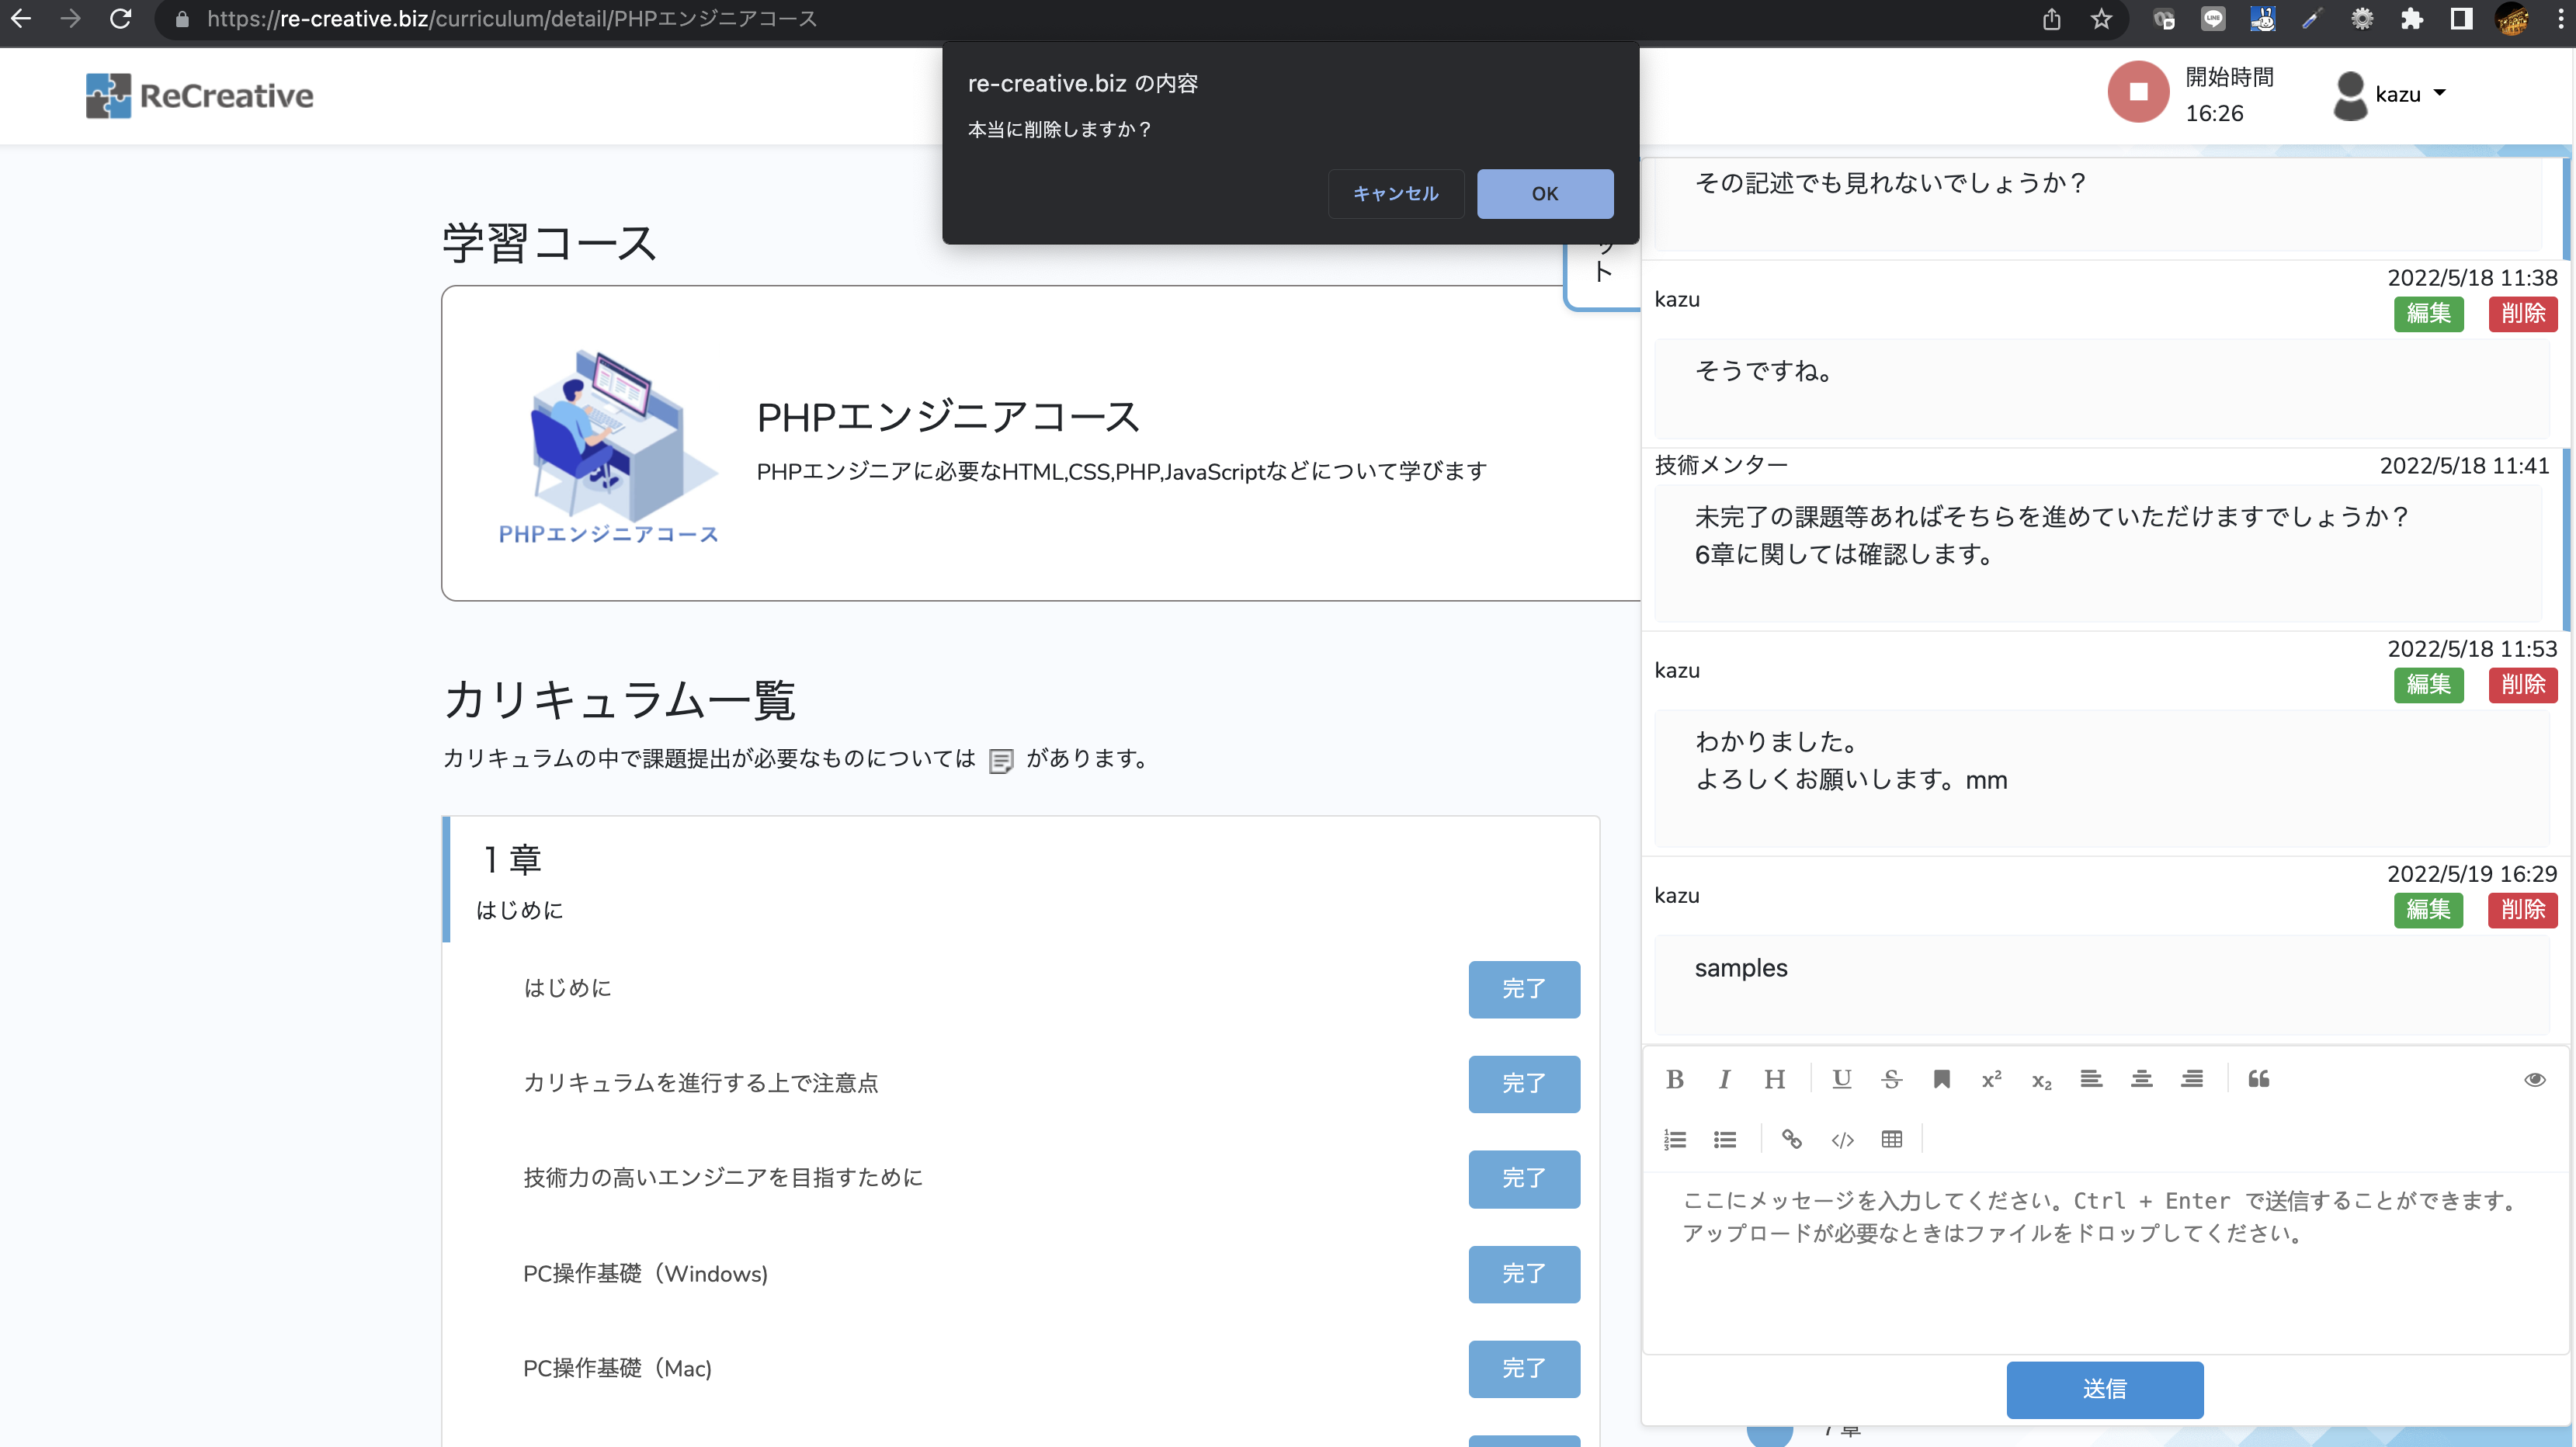 https://re-creative.biz/curriculum/detail/PHPエンジニアコース
ReCreative
re-creative.biz の内容
本当に削除しますか？
キャンセル
OK
開始時間
16:26
kazu
学習コース
PHPエンジニアコース
PHPエンジニアに必要なHTML,CSS,PHP,JavaScriptなどについて学びます
PHPエンジニアコース
カリキュラム一覧
カリキュラムの中で課題提出が必要なものについては があります。
1 章
はじめに
はじめに
完了
カリキュラムを進行する上で注意点
完了
技術力の高いエンジニアを目指すために
完了
PC操作基礎（Windows)
完了
PC操作基礎（Mac)
完了
ット
その記述でも見れないでしょうか？
2022/5/18 11:38
kazu
編集
削除
そうですね。
技術メンター
2022/5/18 11:41
未完了の課題等あればそちらを進めていただけますでしょうか？
6章に関しては確認します。
2022/5/18 11:53
kazu
編集
削除
わかりました。
よろしくお願いします。mm
2022/5/19 16:29
kazu
編集
削除
samples
ここにメッセージを入力してください。Ctrl + Enter で送信することができます。
アップロードが必要なときはファイルをドロップしてください。
送信
7 章